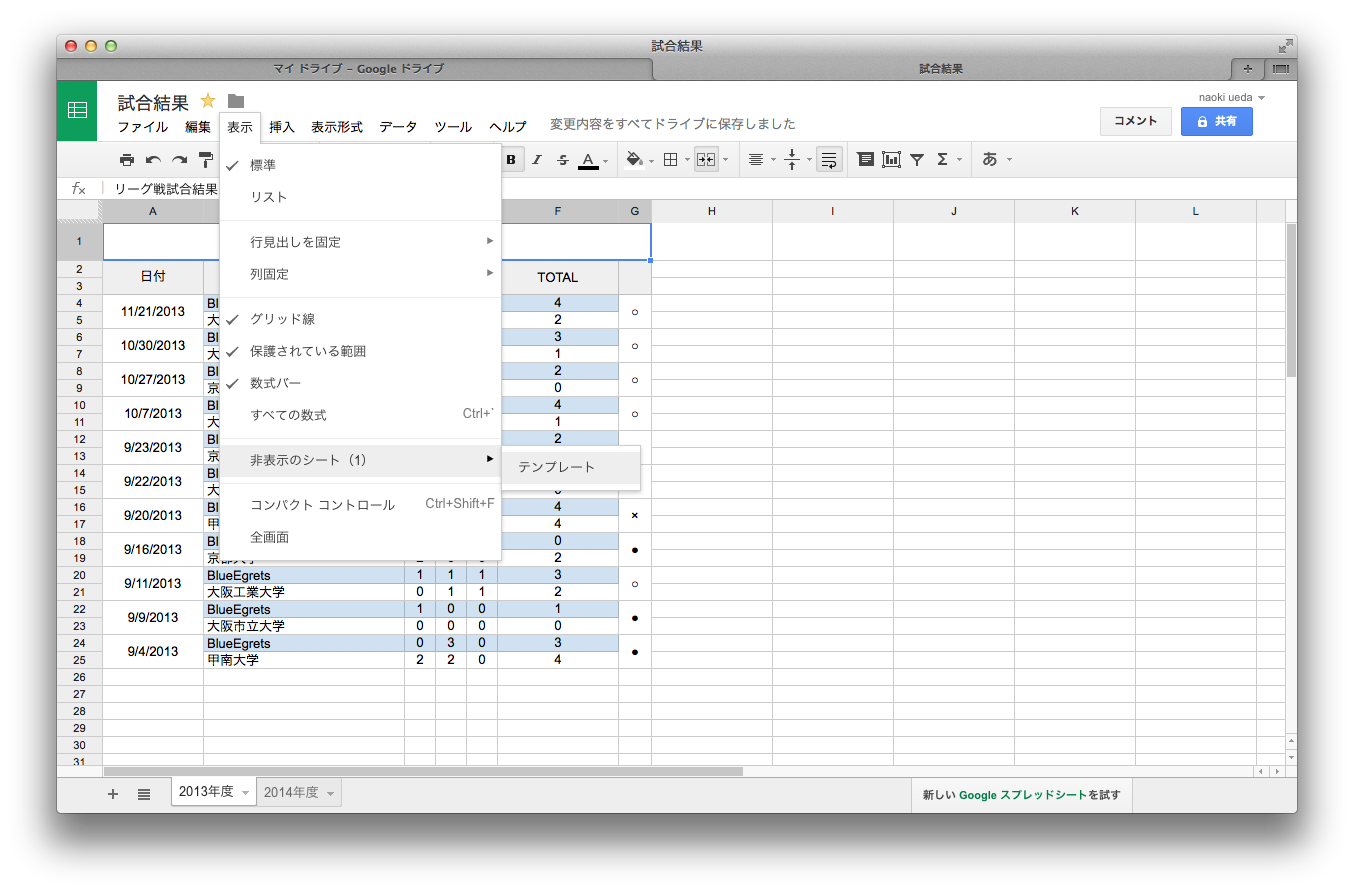 試合結果
マイ ドライブ – Google ドライブ
試合結果
試合結果
naoki ueda
コメント
共有
ファイル 編集 表示 挿入 表示形式 データ ツール ヘルプ 変更内容をすべてドライブに保存しました
B I S A Σ あ
fx リーグ戦試合結果
標準
リスト
行見出しを固定
列固定
グリッド線
保護されている範囲
数式バー
すべての数式 Ctrl+`
非表示のシート（1）
テンプレート
コンパクト コントロール Ctrl+Shift+F
全画面
A F G H I J K L
1
2 日付 TOTAL
3
4 11/21/2013 Bl 4 ○
5 大 2
6 10/30/2013 Bl 3 ○
7 大 1
8 10/27/2013 Bl 2 ○
9 京 0
10 10/7/2013 Bl 4 ○
11 大 1
12 9/23/2013 Bl 2
13 京
14 9/22/2013 Bl
15 大
16 9/20/2013 Bl 4 ×
17 甲 4
18 9/16/2013 Bl 0 ●
19 京都大学 2
20 9/11/2013 BlueEgrets 1 1 1 3 ○
21 大阪工業大学 0 1 1 2
22 9/9/2013 BlueEgrets 1 0 0 1 ●
23 大阪市立大学 0 0 0 0
24 9/4/2013 BlueEgrets 0 3 0 3 ●
25 甲南大学 2 2 0 4
26
27
28
29
30
31
2013年度 2014年度 新しい Google スプレッドシートを試す